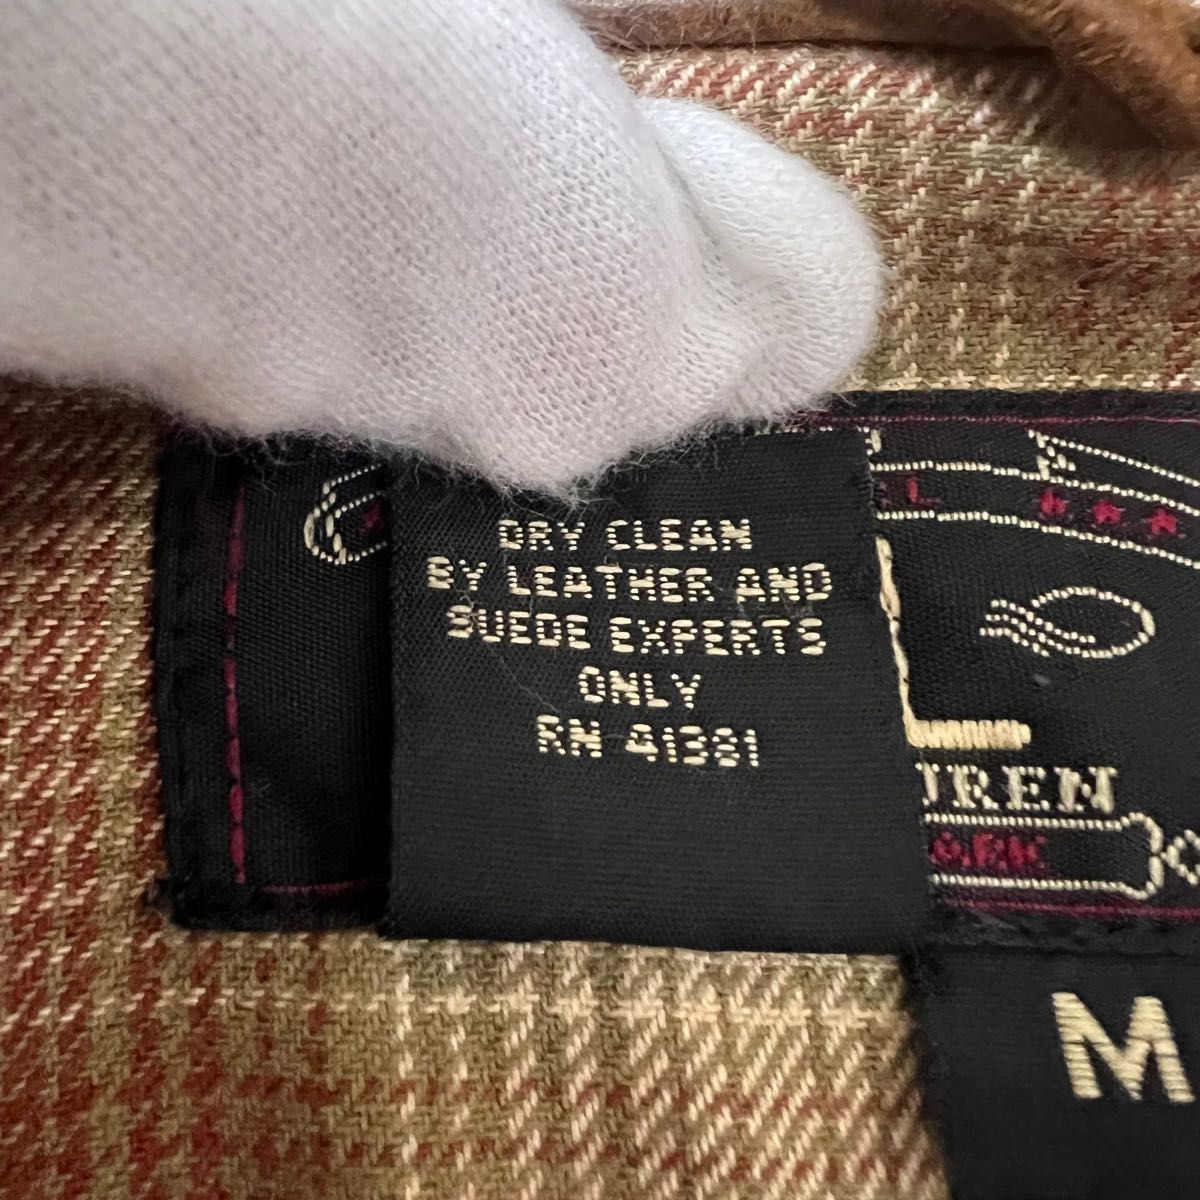 DRY CLEAN
BY LEATHER AND
SUEDE EXPERTS
ONLY
RN 41381
L
UREN
M